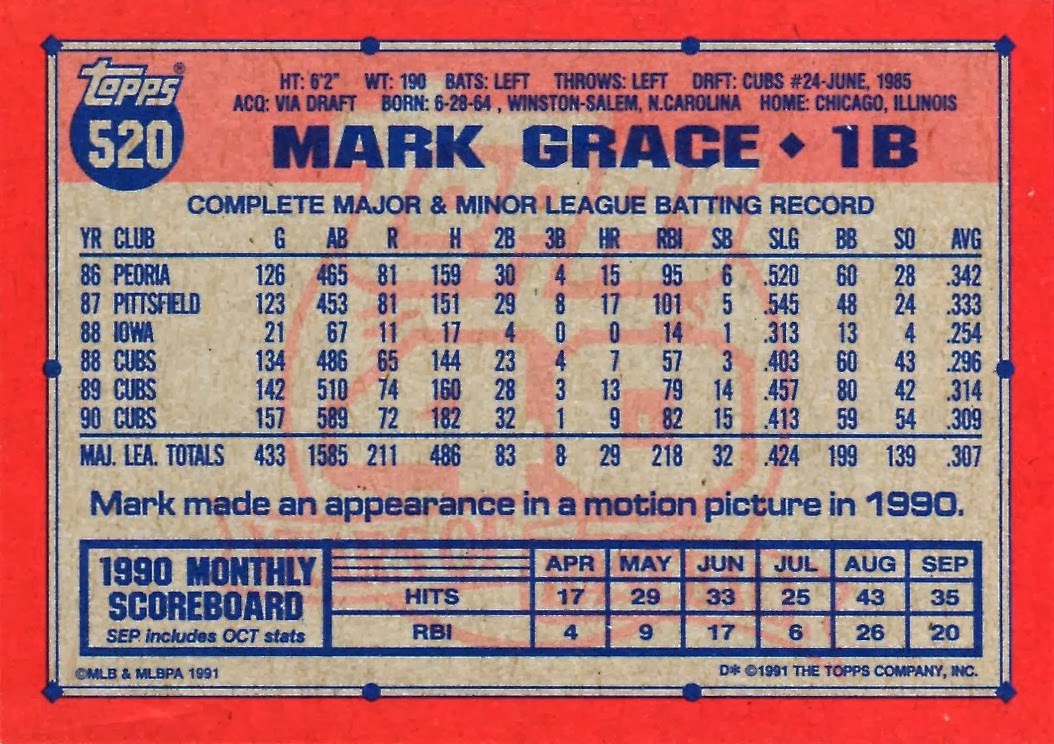 Topps®
520
HT: 6'2" WT: 190 BATS: LEFT THROWS: LEFT DRFT: CUBS #24-JUNE, 1985
ACQ: VIA DRAFT BORN: 6-28-64 , WINSTON-SALEM, N.CAROLINA HOME: CHICAGO, ILLINOIS
MARK GRACE ◆ 1B
COMPLETE MAJOR & MINOR LEAGUE BATTING RECORD
YR CLUB G AB R H 2B 3B HR RBI SB SLG BB SO AVG
86 PEORIA 126 465 81 159 30 4 15 95 6 .520 60 28 .342
87 PITTSFIELD 123 453 81 151 29 8 17 101 5 .545 48 24 .333
88 IOWA 21 67 11 17 4 0 0 14 1 .313 13 4 .254
88 CUBS 134 486 65 144 23 4 7 57 3 .403 60 43 .296
89 CUBS 142 510 74 160 28 3 13 79 14 .457 80 42 .314
90 CUBS 157 589 72 182 32 1 9 82 15 .413 59 54 .309
MAJ. LEA. TOTALS 433 1585 211 486 83 8 29 218 32 .424 199 139 .307
Mark made an appearance in a motion picture in 1990.
1990 MONTHLY
SCOREBOARD
SEP includes OCT stats
APR MAY JUN JUL AUG SEP
HITS 17 29 33 25 43 35
RBI 4 9 17 6 26 20
©MLB & MLBPA 1991
D* ©1991 THE TOPPS COMPANY, INC.